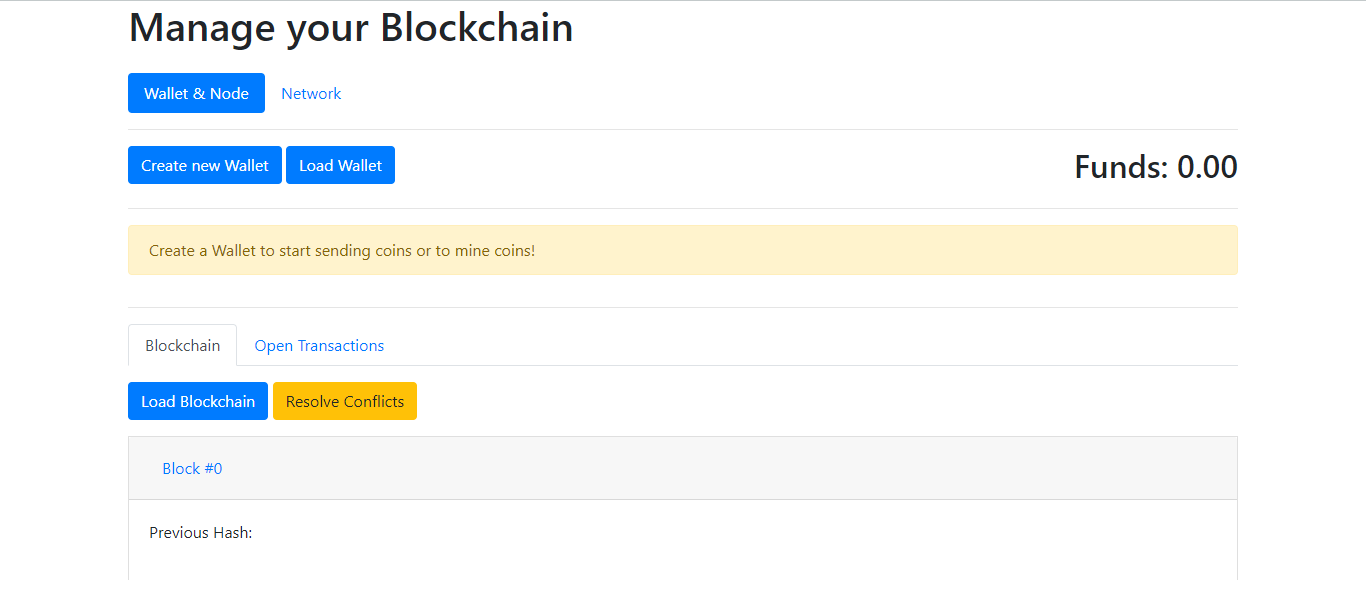 Manage your Blockchain
Wallet & Node Network
Create new Wallet Load Wallet Funds: 0.00
Create a Wallet to start sending coins or to mine coins!
Blockchain Open Transactions
Load Blockchain Resolve Conflicts
Block #0
Previous Hash: